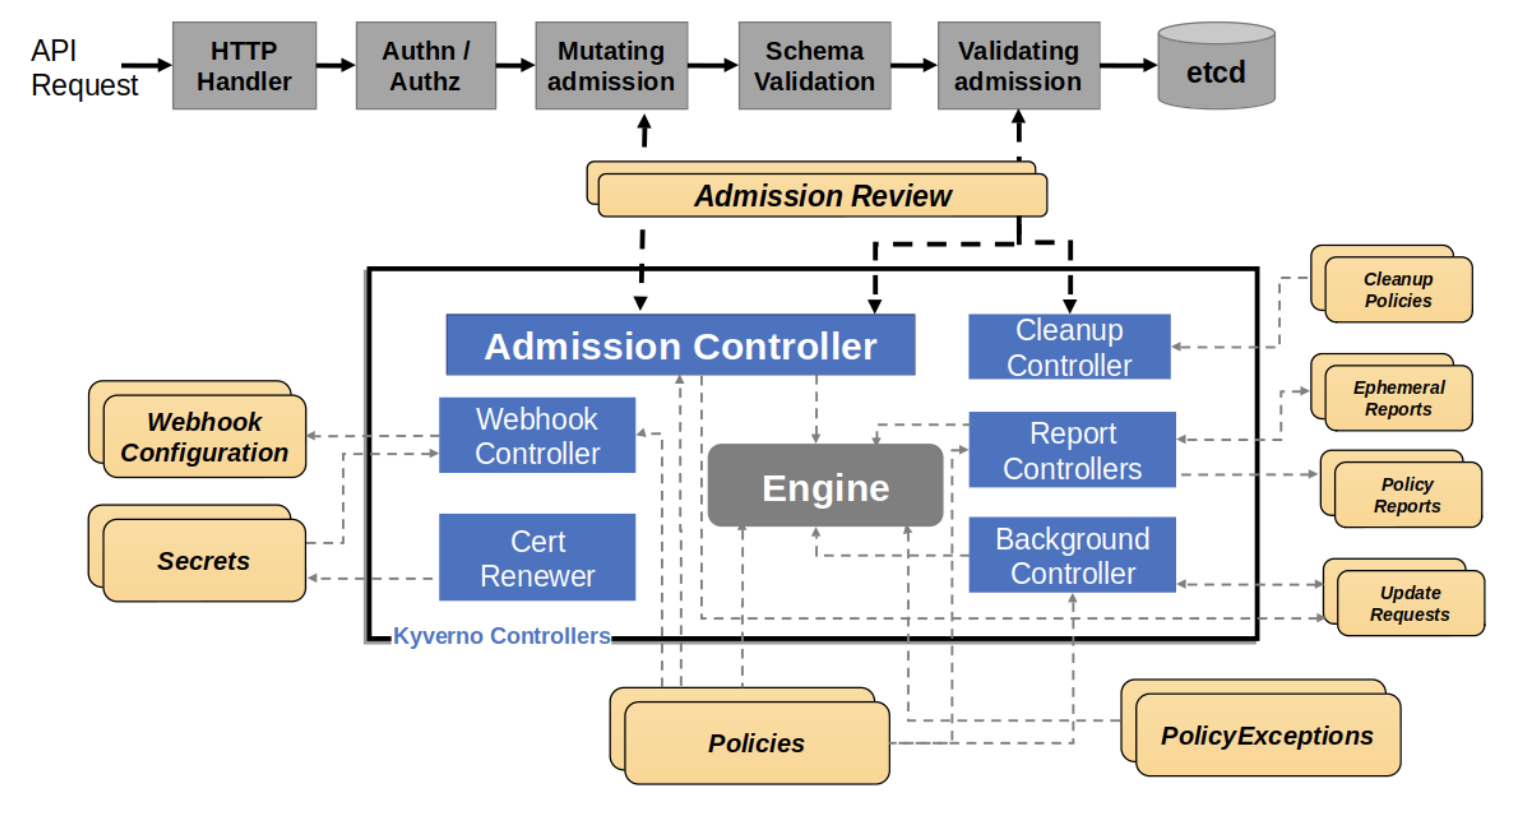 API
Request
HTTP
Handler
Authn /
Authz
Mutating
admission
Schema
Validation
Validating
admission
etcd
Admission Review
Admission Controller
Cleanup
Controller
Cleanup
Policies
Webhook
Configuration
Webhook
Controller
Engine
Report
Controllers
Ephemeral
Reports
Policy
Reports
Secrets
Cert
Renewer
Background
Controller
Update
Requests
Kyverno Controllers
Policies
PolicyExceptions